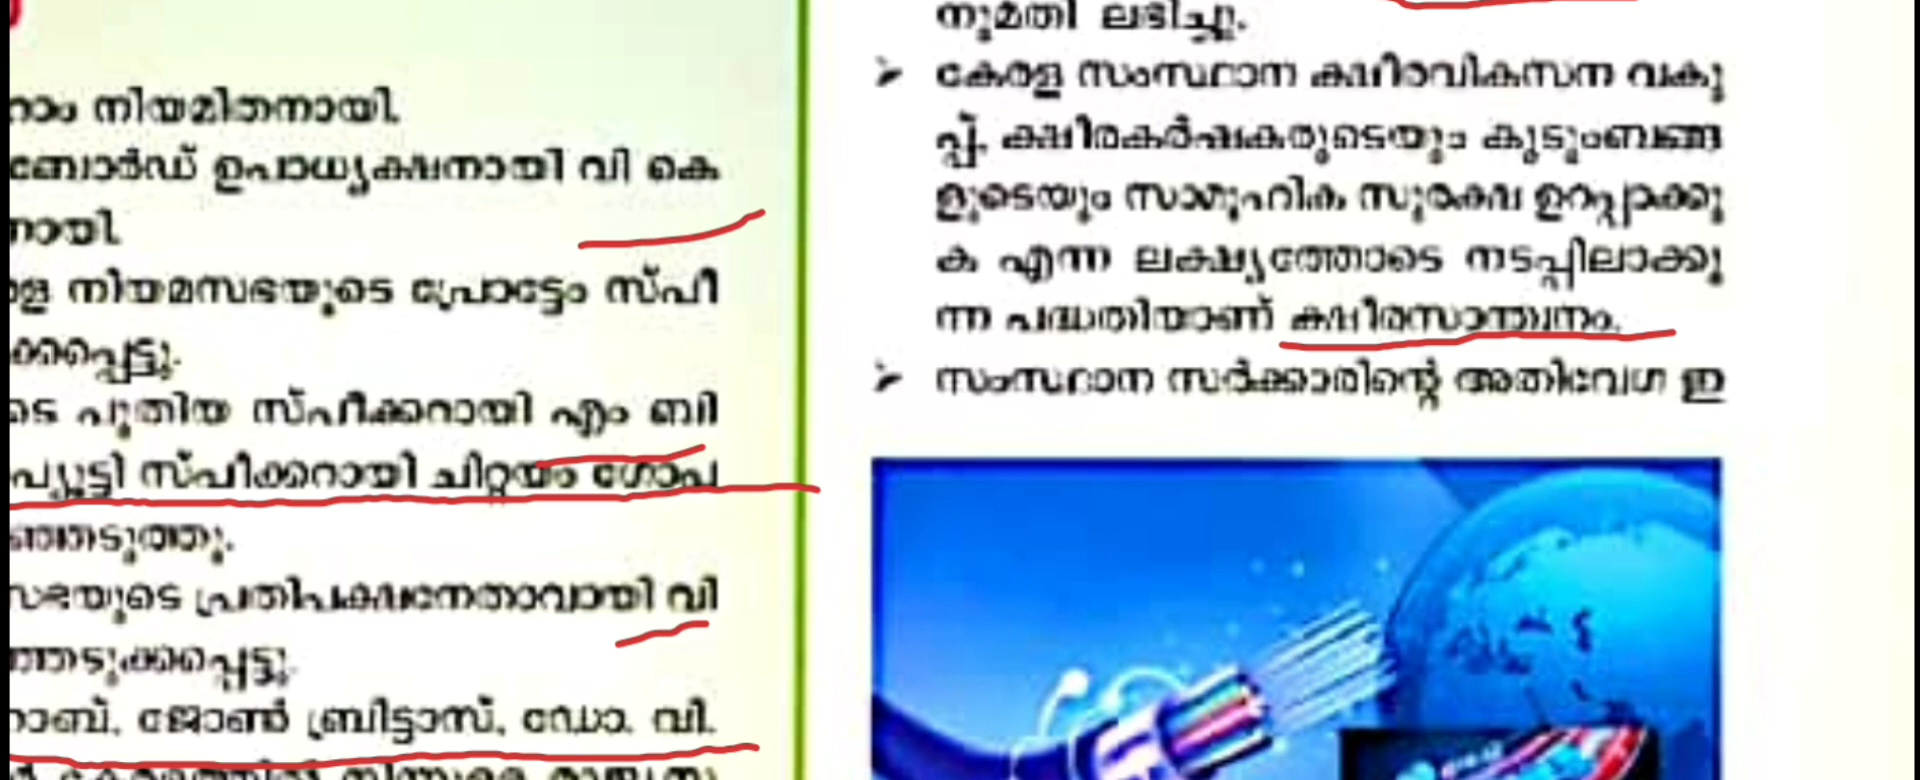 നിയമിതനായി.
ബോർഡ് ഉപാധ്യക്ഷനായി വി കെ
നായി.
ള നിയമസഭയുടെ പ്രോട്ടേം സ്പീ
ക്കപ്പെട്ടു.
ടെ പുതിയ സ്പീക്കറായി എം ബി
പ്യൂട്ടി സ്പീക്കറായി ചിറ്റയം ഗോപ
ഞ്ഞെടുത്തു.
സഭയുടെ പ്രതിപക്ഷനേതാവായി വി
ത്തെടുക്കപ്പെട്ടു.
ജോൺ ബ്രിട്ടാസ്, ഡോ. വി.
നുമതി ലഭിച്ചു.
➤ കേരള സംസ്ഥാന ക്ഷീരവികസന വകു
പ്പ്, ക്ഷീരകർഷകരുടെയും കുടുംബങ്ങ
ളുടെയും സാമൂഹിക സുരക്ഷ ഉറപ്പാക്കു
ക എന്ന ലക്ഷ്യത്തോടെ നടപ്പിലാക്കു
ന്ന പദ്ധതിയാണ് ക്ഷീരസാന്ത്വനം.
➤ സംസ്ഥാന സർക്കാരിന്റെ അതിവേഗ ഇ